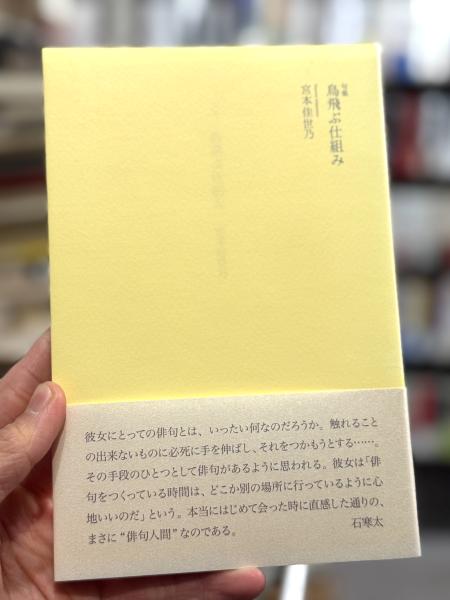 句集
鳥飛ぶ仕組み
宮本佳世乃
彼女にとっての俳句とは、いったい何なのだろうか。触れること
の出来ないものに必死に手を伸ばし、それをつかもうとする……。
その手段のひとつとして俳句があるように思われる。彼女は「俳
句をつくっている時間は、どこか別の場所に行っているように心
地いいのだ」という。本当にはじめて会った時に直感した通りの、
まさに“俳句人間”なのである。
石寒太